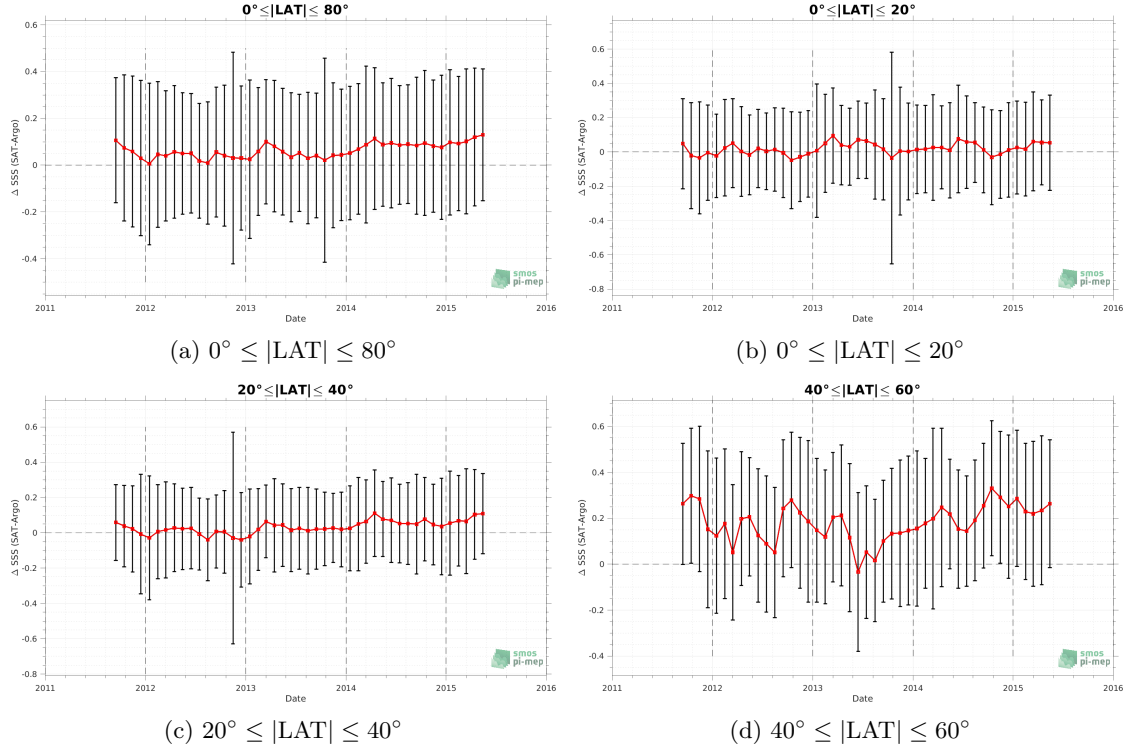 0°≤|LAT|≤ 80°
Δ SSS (SAT-Argo)
0.6
0.4
0.2
0
-0.2
-0.4
2011
2012
2013
2014
2015
2016
Date
smos
pi-mep
(a) 0° ≤ |LAT| ≤ 80°
0°≤|LAT|≤ 20°
Δ SSS (SAT-Argo)
0.6
0.4
0.2
0
-0.2
-0.4
-0.6
-0.8
2011
2012
2013
2014
2015
2016
Date
smos
pi-mep
(b) 0° ≤ |LAT| ≤ 20°
20°≤|LAT|≤ 40°
Δ SSS (SAT-Argo)
0.6
0.4
0.2
0
-0.2
-0.4
-0.6
-0.8
2011
2012
2013
2014
2015
2016
Date
smos
pi-mep
(c) 20° ≤ |LAT| ≤ 40°
40°≤|LAT|≤ 60°
Δ SSS (SAT-Argo)
0.6
0.4
0.2
0
-0.2
-0.4
2011
2012
2013
2014
2015
2016
Date
smos
pi-mep
(d) 40° ≤ |LAT| ≤ 60°